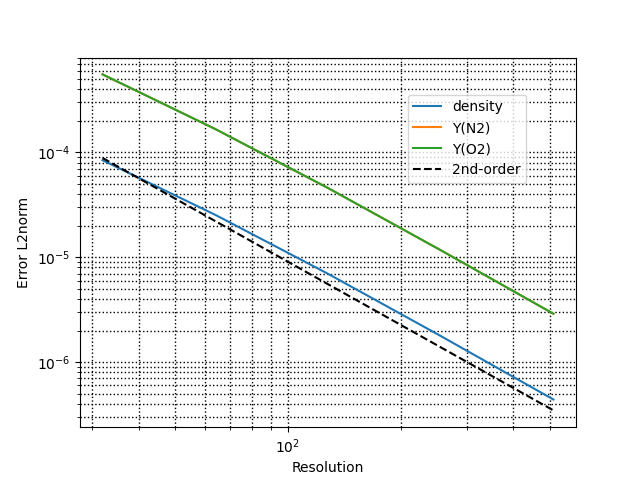 density
Y(N2)
Y(O2)
2nd-order
10⁻⁴
10⁻⁵
10⁻⁶
Error L2norm
10²
Resolution